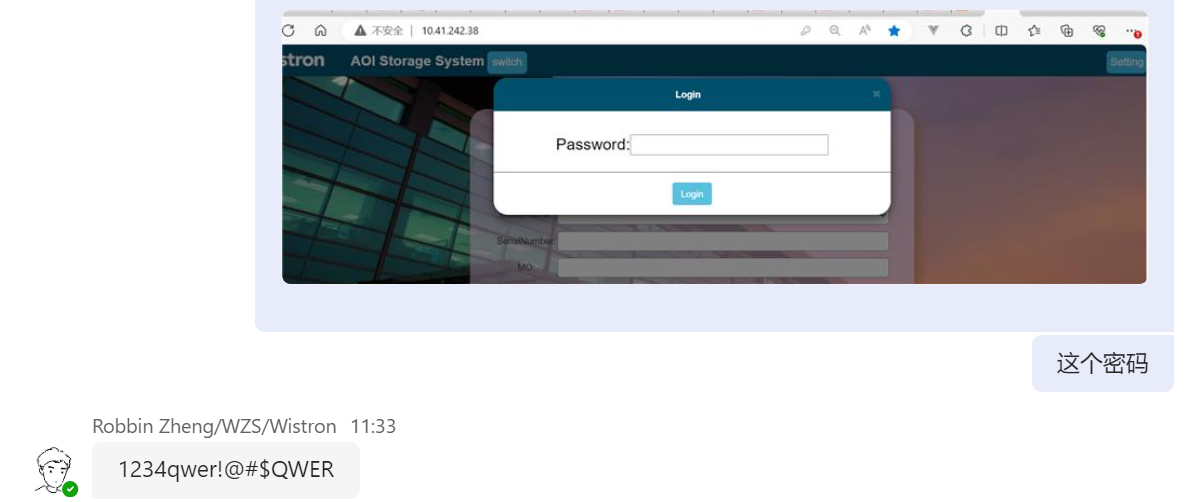 不安全 | 10.41.242.38
stron AOI Storage System switch Setting
Login
Password:
Login
SerialNumber:
MO:
这个密码
Robbin Zheng/WZS/Wistron 11:33
1234qwer!@#$QWER